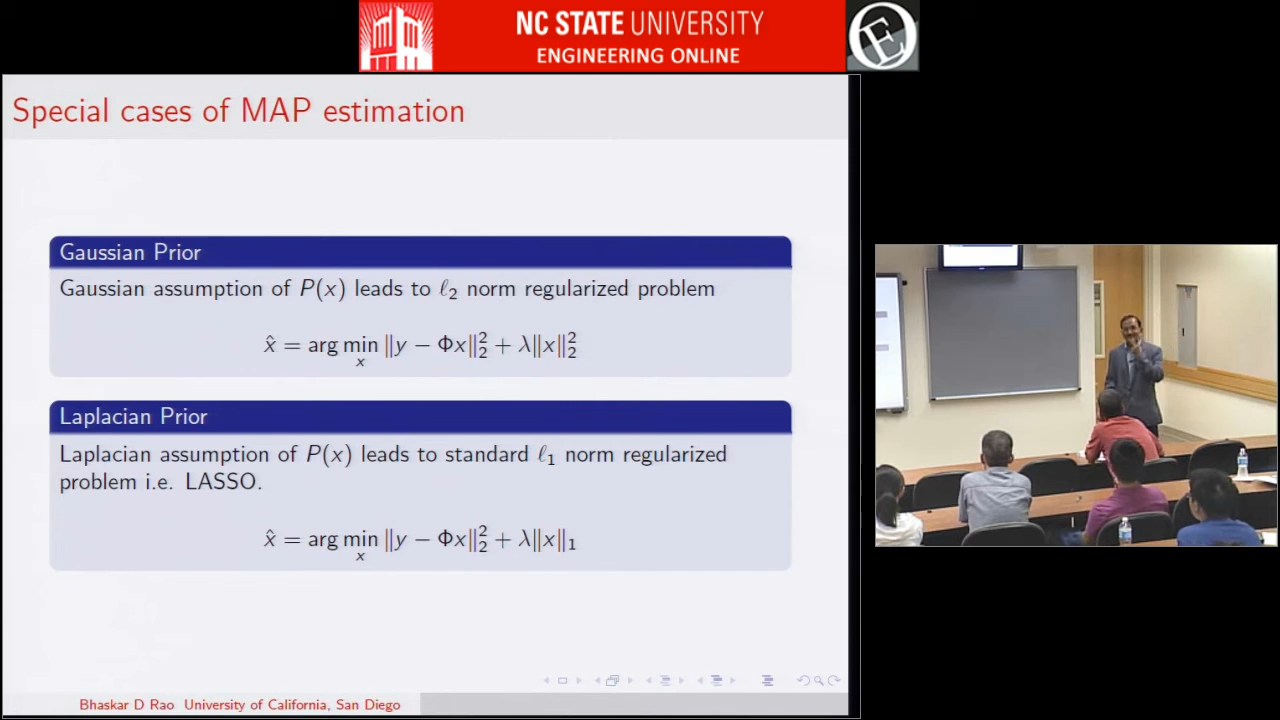 NC STATE UNIVERSITY
ENGINEERING ONLINE
OE
Special cases of MAP estimation
Gaussian Prior
Gaussian assumption of P(x) leads to ℓ₂ norm regularized problem
x̂ = arg min_x ‖y − Φx‖₂² + λ‖x‖₂²
Laplacian Prior
Laplacian assumption of P(x) leads to standard ℓ₁ norm regularized
problem i.e. LASSO.
x̂ = arg min_x ‖y − Φx‖₂² + λ‖x‖₁
Bhaskar D Rao University of California, San Diego